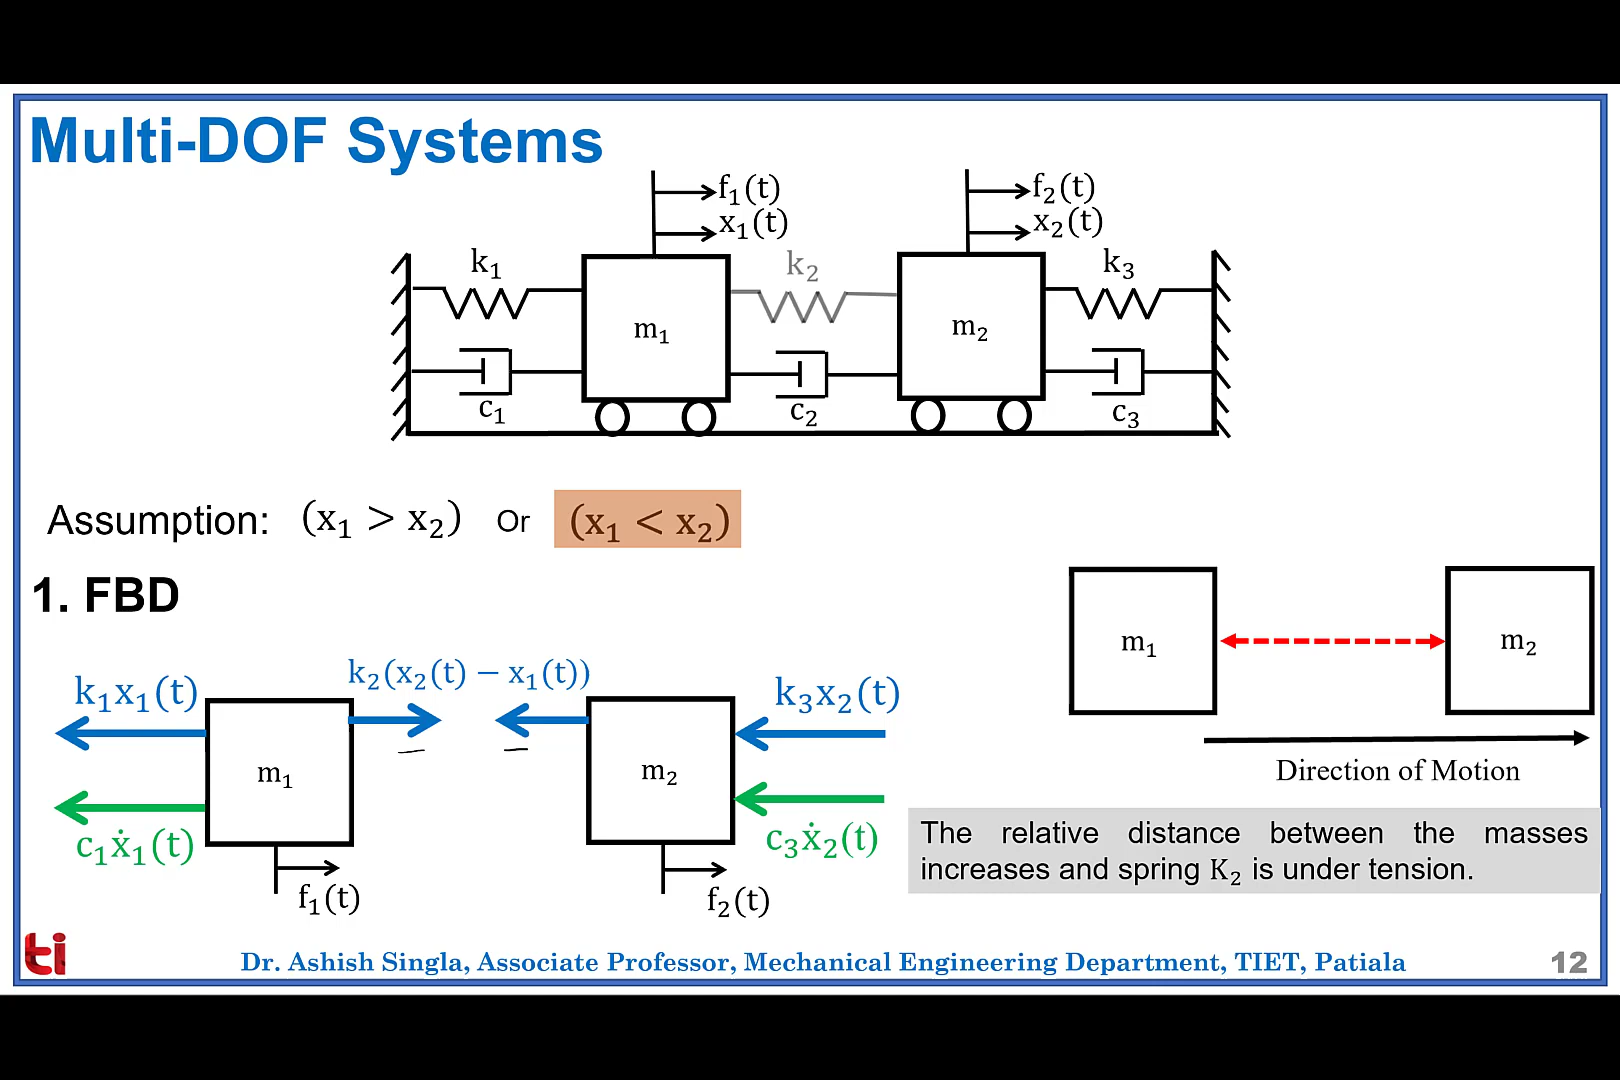 Multi-DOF Systems
f₁(t)
x₁(t)
f₂(t)
x₂(t)
k₁
k₂
k₃
m₁
m₂
c₁
c₂
c₃
Assumption: (x₁ > x₂) Or (x₁ < x₂)
1. FBD
k₁x₁(t)
k₂(x₂(t) − x₁(t))
k₃x₂(t)
m₁
m₂
c₁ẋ₁(t)
c₃ẋ₂(t)
f₁(t)
f₂(t)
m₁
m₂
Direction of Motion
The relative distance between the masses
increases and spring K₂ is under tension.
ti
Dr. Ashish Singla, Associate Professor, Mechanical Engineering Department, TIET, Patiala
12